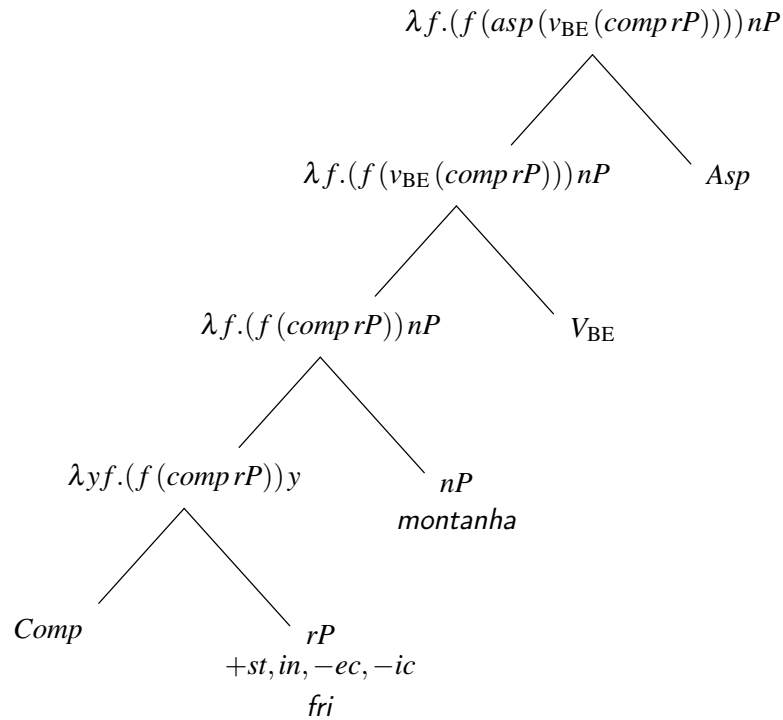 λf.(f(asp(vBE(comp rP))))nP
λf.(f(vBE(comp rP)))nP
Asp
λf.(f(comp rP))nP
VBE
λyf.(f(comp rP))y
nP
montanha
Comp
rP
+st, in, −ec, −ic
fri